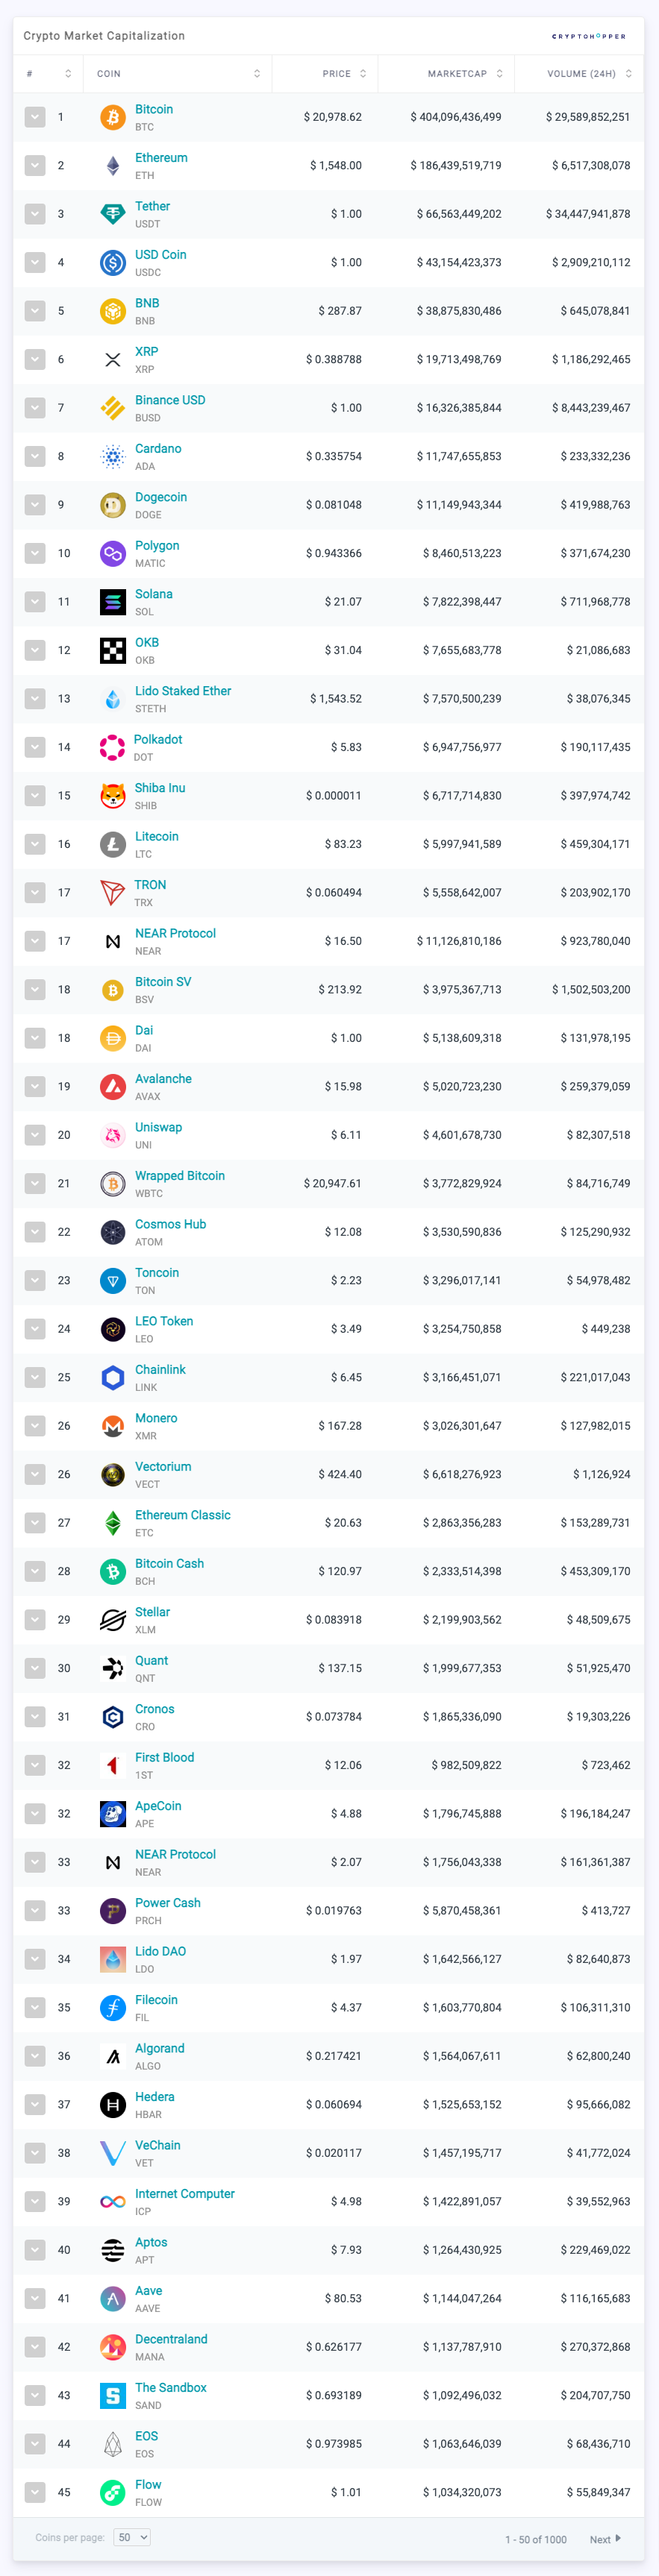 Crypto Market Capitalization CRYPTOHOPPER
# COIN PRICE MARKETCAP VOLUME (24H)
1 Bitcoin BTC $ 20,978.62 $ 404,096,436,499 $ 29,589,852,251
2 Ethereum ETH $ 1,548.00 $ 186,439,519,719 $ 6,517,308,078
3 Tether USDT $ 1.00 $ 66,563,449,202 $ 34,447,941,878
4 USD Coin USDC $ 1.00 $ 43,154,423,373 $ 2,909,210,112
5 BNB BNB $ 287.87 $ 38,875,830,486 $ 645,078,841
6 XRP XRP $ 0.388788 $ 19,713,498,769 $ 1,186,292,465
7 Binance USD BUSD $ 1.00 $ 16,326,385,844 $ 8,443,239,467
8 Cardano ADA $ 0.335754 $ 11,747,655,853 $ 233,332,236
9 Dogecoin DOGE $ 0.081048 $ 11,149,943,344 $ 419,988,763
10 Polygon MATIC $ 0.943366 $ 8,460,513,223 $ 371,674,230
11 Solana SOL $ 21.07 $ 7,822,398,447 $ 711,968,778
12 OKB OKB $ 31.04 $ 7,655,683,778 $ 21,086,683
13 Lido Staked Ether STETH $ 1,543.52 $ 7,570,500,239 $ 38,076,345
14 Polkadot DOT $ 5.83 $ 6,947,756,977 $ 190,117,435
15 Shiba Inu SHIB $ 0.000011 $ 6,717,714,830 $ 397,974,742
16 Litecoin LTC $ 83.23 $ 5,997,941,589 $ 459,304,171
17 TRON TRX $ 0.060494 $ 5,558,642,007 $ 203,902,170
17 NEAR Protocol NEAR $ 16.50 $ 11,126,810,186 $ 923,780,040
18 Bitcoin SV BSV $ 213.92 $ 3,975,367,713 $ 1,502,503,200
18 Dai DAI $ 1.00 $ 5,138,609,318 $ 131,978,195
19 Avalanche AVAX $ 15.98 $ 5,020,723,230 $ 259,379,059
20 Uniswap UNI $ 6.11 $ 4,601,678,730 $ 82,307,518
21 Wrapped Bitcoin WBTC $ 20,947.61 $ 3,772,829,924 $ 84,716,749
22 Cosmos Hub ATOM $ 12.08 $ 3,530,590,836 $ 125,290,932
23 Toncoin TON $ 2.23 $ 3,296,017,141 $ 54,978,482
24 LEO Token LEO $ 3.49 $ 3,254,750,858 $ 449,238
25 Chainlink LINK $ 6.45 $ 3,166,451,071 $ 221,017,043
26 Monero XMR $ 167.28 $ 3,026,301,647 $ 127,982,015
26 Vectorium VECT $ 424.40 $ 6,618,276,923 $ 1,126,924
27 Ethereum Classic ETC $ 20.63 $ 2,863,356,283 $ 153,289,731
28 Bitcoin Cash BCH $ 120.97 $ 2,333,514,398 $ 453,309,170
29 Stellar XLM $ 0.083918 $ 2,199,903,562 $ 48,509,675
30 Quant QNT $ 137.15 $ 1,999,677,353 $ 51,925,470
31 Cronos CRO $ 0.073784 $ 1,865,336,090 $ 19,303,226
32 First Blood 1ST $ 12.06 $ 982,509,822 $ 723,462
32 ApeCoin APE $ 4.88 $ 1,796,745,888 $ 196,184,247
33 NEAR Protocol NEAR $ 2.07 $ 1,756,043,338 $ 161,361,387
33 Power Cash PRCH $ 0.019763 $ 5,870,458,361 $ 413,727
34 Lido DAO LDO $ 1.97 $ 1,642,566,127 $ 82,640,873
35 Filecoin FIL $ 4.37 $ 1,603,770,804 $ 106,311,310
36 Algorand ALGO $ 0.217421 $ 1,564,067,611 $ 62,800,240
37 Hedera HBAR $ 0.060694 $ 1,525,653,152 $ 95,666,082
38 VeChain VET $ 0.020117 $ 1,457,195,717 $ 41,772,024
39 Internet Computer ICP $ 4.98 $ 1,422,891,057 $ 39,552,963
40 Aptos APT $ 7.93 $ 1,264,430,925 $ 229,469,022
41 Aave AAVE $ 80.53 $ 1,144,047,264 $ 116,165,683
42 Decentraland MANA $ 0.626177 $ 1,137,787,910 $ 270,372,868
43 The Sandbox SAND $ 0.693189 $ 1,092,496,032 $ 204,707,750
44 EOS EOS $ 0.973985 $ 1,063,646,039 $ 68,436,710
45 Flow FLOW $ 1.01 $ 1,034,320,073 $ 55,849,347
Coins per page: 50 1 - 50 of 1000 Next